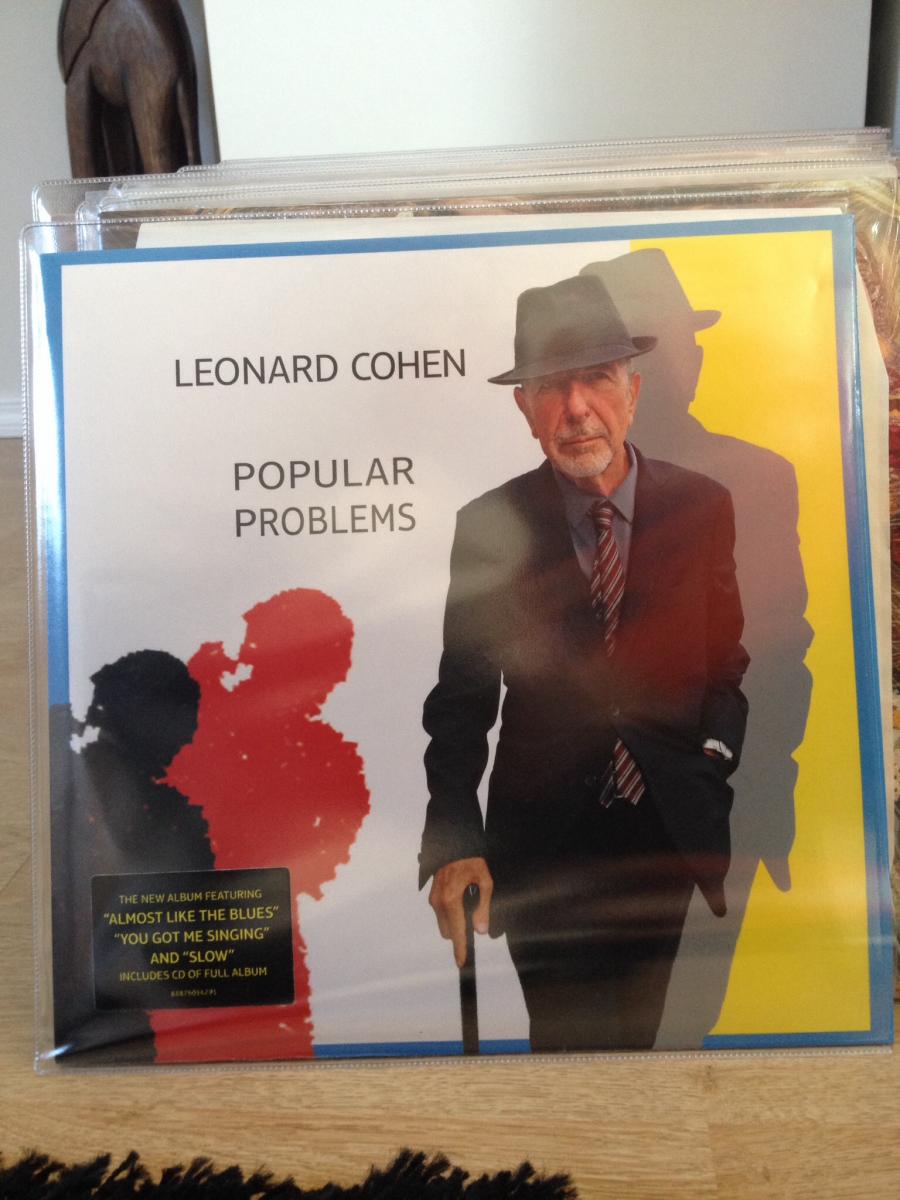 LEONARD COHEN
POPULAR
PROBLEMS
THE NEW ALBUM FEATURING
"ALMOST LIKE THE BLUES"
"YOU GOT ME SINGING"
AND "SLOW"
INCLUDES CD OF FULL ALBUM